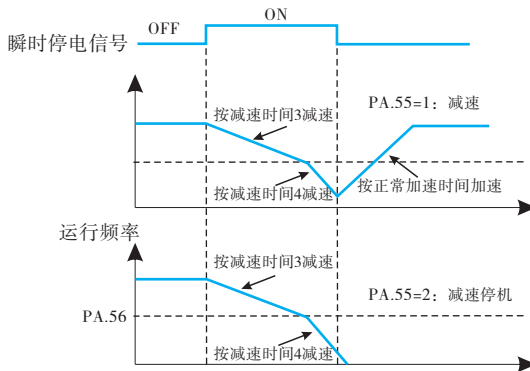 ON
OFF
瞬时停电信号
按减速时间3减速
PA.55=1：减速
按减速时间4减速
按正常加速时间加速
运行频率
按减速时间3减速
PA.55=2：减速停机
PA.56
按减速时间4减速